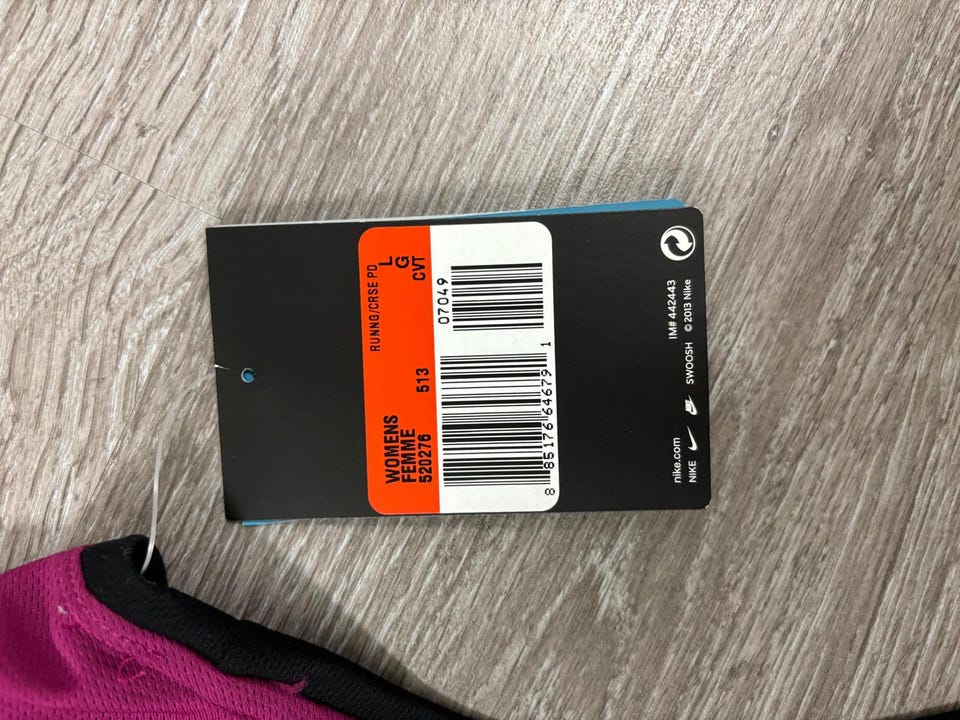 RUNNG/CRSE PD
L
G
WOMENS
FEMME
520276 513 CVT
07049
8 85176 64679 1
nike.com IM# 442443
NIKE SWOOSH © 2013 Nike